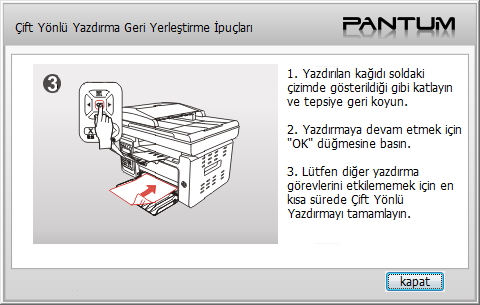 Çift Yönlü Yazdırma Geri Yerleştirme İpuçları
PANTUM
3
1. Yazdırılan kağıdı soldaki
çizimde gösterildiği gibi katlayın
ve tepsiye geri koyun.
2. Yazdırmaya devam etmek için
"OK" düğmesine basın.
3. Lütfen diğer yazdırma
görevlerini etkilememek için en
kısa sürede Çift Yönlü
Yazdırmayı tamamlayın.
kapat